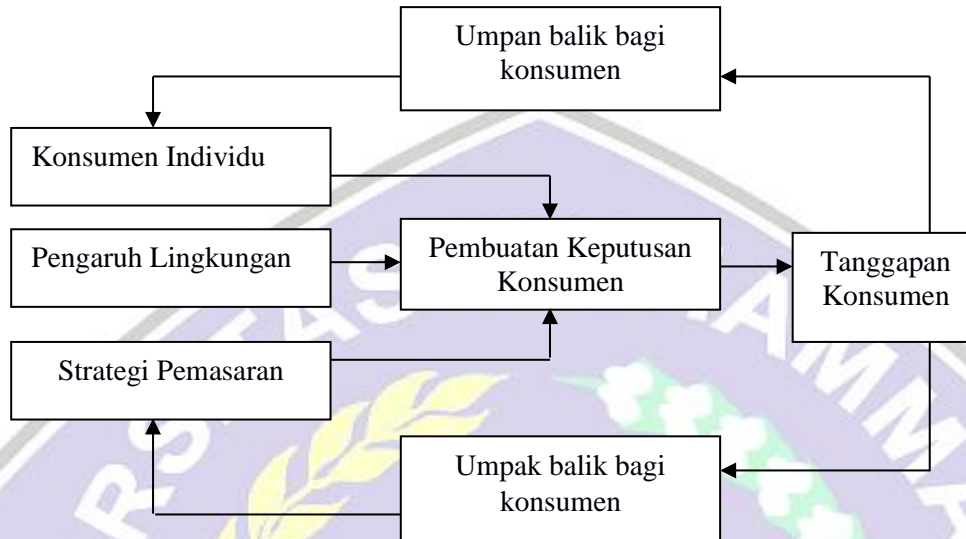 Umpan balik bagi
konsumen
Konsumen Individu
Pengaruh Lingkungan
Pembuatan Keputusan
Konsumen
Tanggapan
Konsumen
Strategi Pemasaran
Umpak balik bagi
konsumen